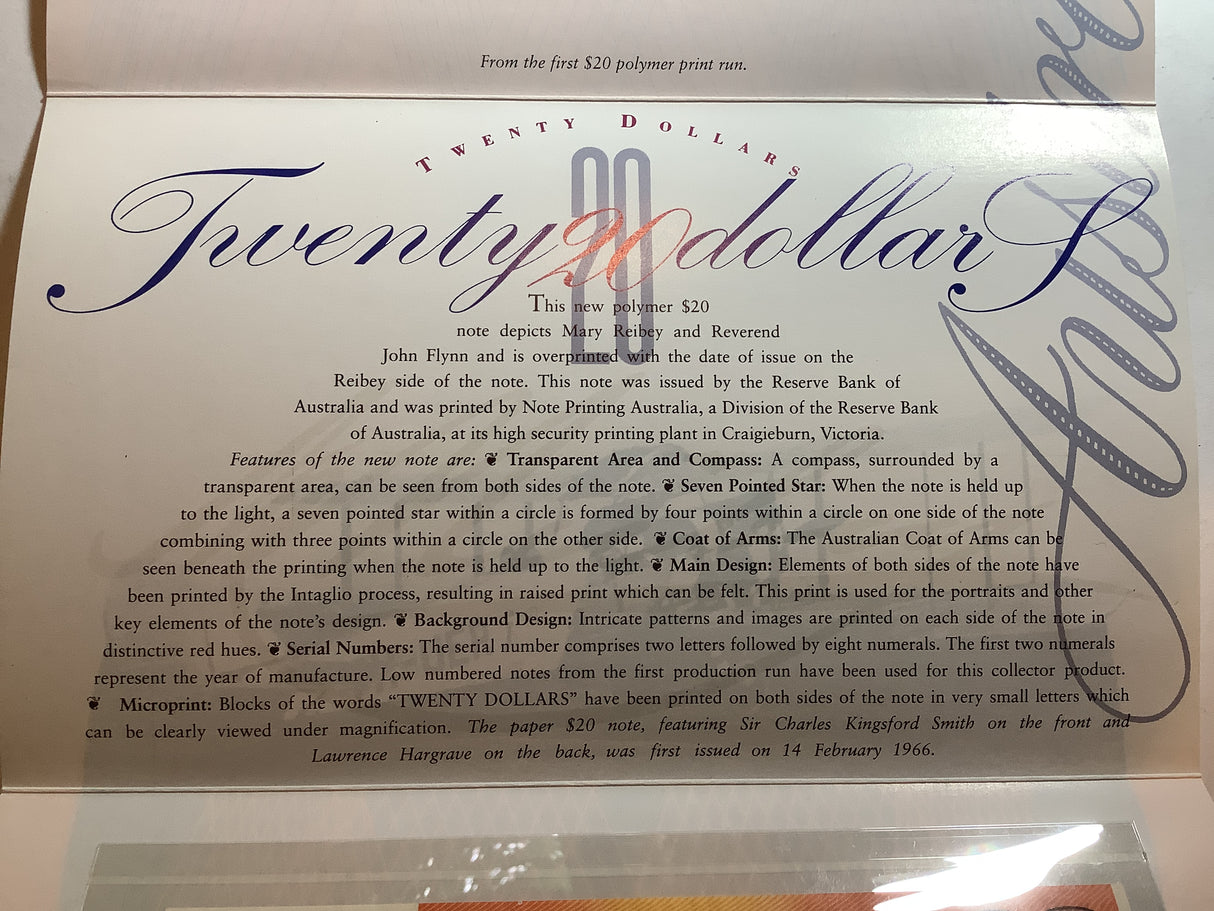 From the first $20 polymer print run.
TWENTY DOLLARS
20
Twenty 20 dollarS
This new polymer $20
note depicts Mary Reibey and Reverend
John Flynn and is overprinted with the date of issue on the
Reibey side of the note. This note was issued by the Reserve Bank of
Australia and was printed by Note Printing Australia, a Division of the Reserve Bank
of Australia, at its high security printing plant in Craigieburn, Victoria.
Features of the new note are: ❦ Transparent Area and Compass: A compass, surrounded by a
transparent area, can be seen from both sides of the note. ❦ Seven Pointed Star: When the note is held up
to the light, a seven pointed star within a circle is formed by four points within a circle on one side of the note
combining with three points within a circle on the other side. ❦ Coat of Arms: The Australian Coat of Arms can be
seen beneath the printing when the note is held up to the light. ❦ Main Design: Elements of both sides of the note have
been printed by the Intaglio process, resulting in raised print which can be felt. This print is used for the portraits and other
key elements of the note's design. ❦ Background Design: Intricate patterns and images are printed on each side of the note in
distinctive red hues. ❦ Serial Numbers: The serial number comprises two letters followed by eight numerals. The first two numerals
represent the year of manufacture. Low numbered notes from the first production run have been used for this collector product.
❦ Microprint: Blocks of the words “TWENTY DOLLARS” have been printed on both sides of the note in very small letters which
can be clearly viewed under magnification. The paper $20 note, featuring Sir Charles Kingsford Smith on the front and
Lawrence Hargrave on the back, was first issued on 14 February 1966.